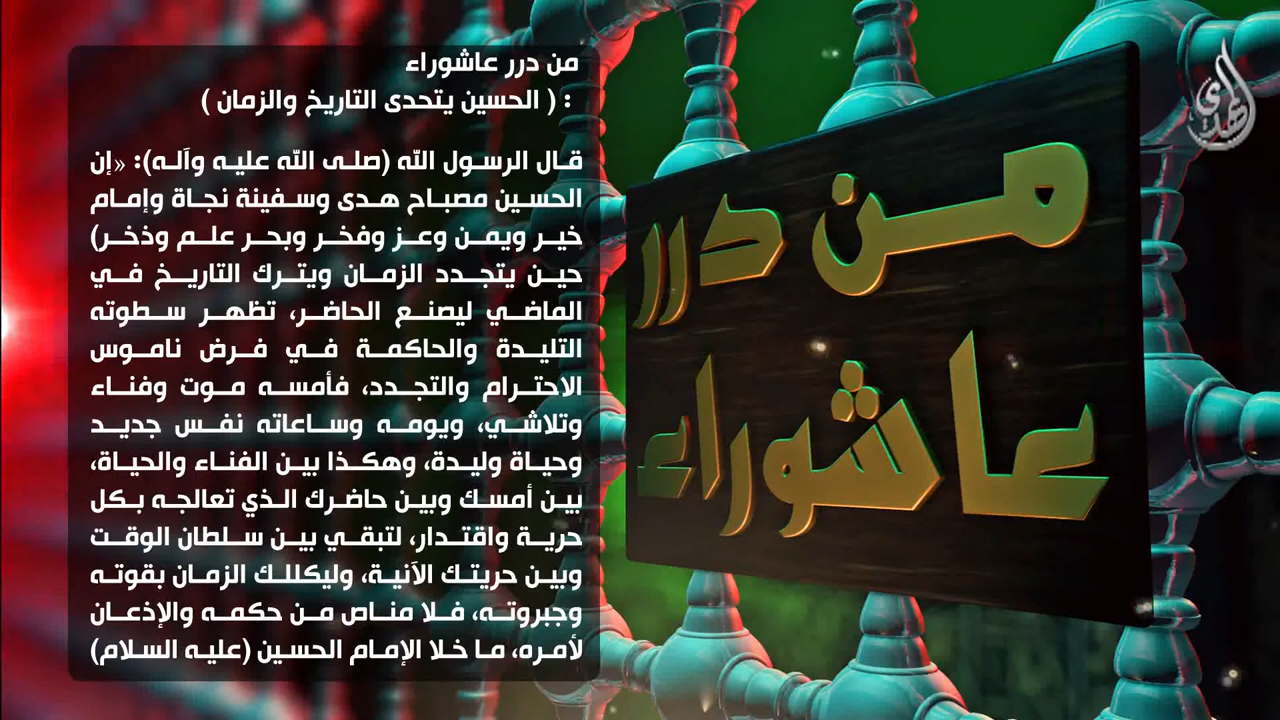 من درر عاشوراء
: ( الحسين يتحدى التاريخ والزمان )
قال الرسول الله (صلى الله عليه وآله): «إن
الحسين مصباح هدى وسفينة نجاة وإمام
خير ويمن وعز وفخر وبحر علم وذخر)
حين يتجدد الزمان ويترك التاريخ في
الماضي ليصنع الحاضر، تظهر سطوته
التليدة والحاكمة في فرض ناموس
الاحترام والتجدد، فأمسه موت وفناء
وتلاشي، ويومه وساعاته نفس جديد
وحياة وليدة، وهكذا بين الفناء والحياة،
بين أمسك وبين حاضرك الذي تعالجه بكل
حرية واقتدار، لتبقي بين سلطان الوقت
وبين حريتك الآنية، وليكللك الزمان بقوته
وجبروته، فلا مناص من حكمه والإذعان
لأمره، ما خلا الإمام الحسين (عليه السلام)
من درر
عاشوراء
الهدى